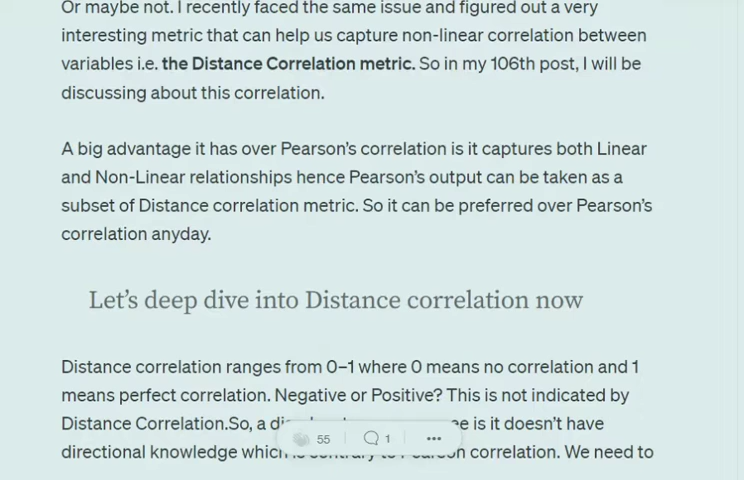 Or maybe not. I recently faced the same issue and figured out a very
interesting metric that can help us capture non-linear correlation between
variables i.e. the Distance Correlation metric. So in my 106th post, I will be
discussing about this correlation.
A big advantage it has over Pearson's correlation is it captures both Linear
and Non-Linear relationships hence Pearson's output can be taken as a
subset of Distance correlation metric. So it can be preferred over Pearson's
correlation anyday.
Let's deep dive into Distance correlation now
Distance correlation ranges from 0–1 where 0 means no correlation and 1
means perfect correlation. Negative or Positive? This is not indicated by
Distance Correlation.So, a is it doesn't have
55 1
directional knowledge which is contrary to Pearson correlation. We need to